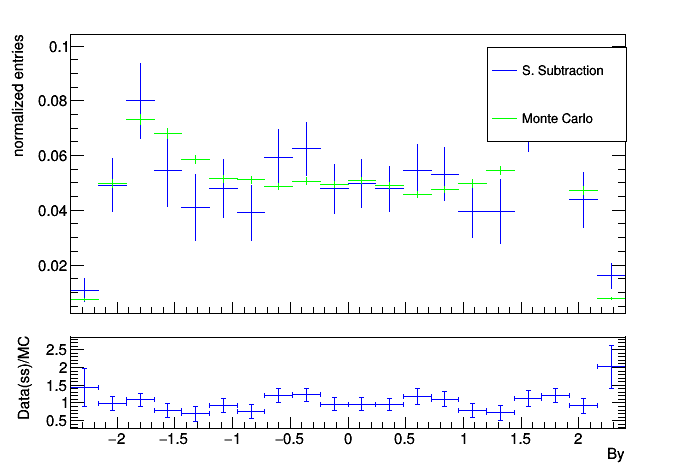 normalized entries
0.1
0.08
0.06
0.04
0.02
S. Subtraction
Monte Carlo
Data(ss)/MC
2.5
2
1.5
1
0.5
−2 −1.5 −1 −0.5 0 0.5 1 1.5 2
By